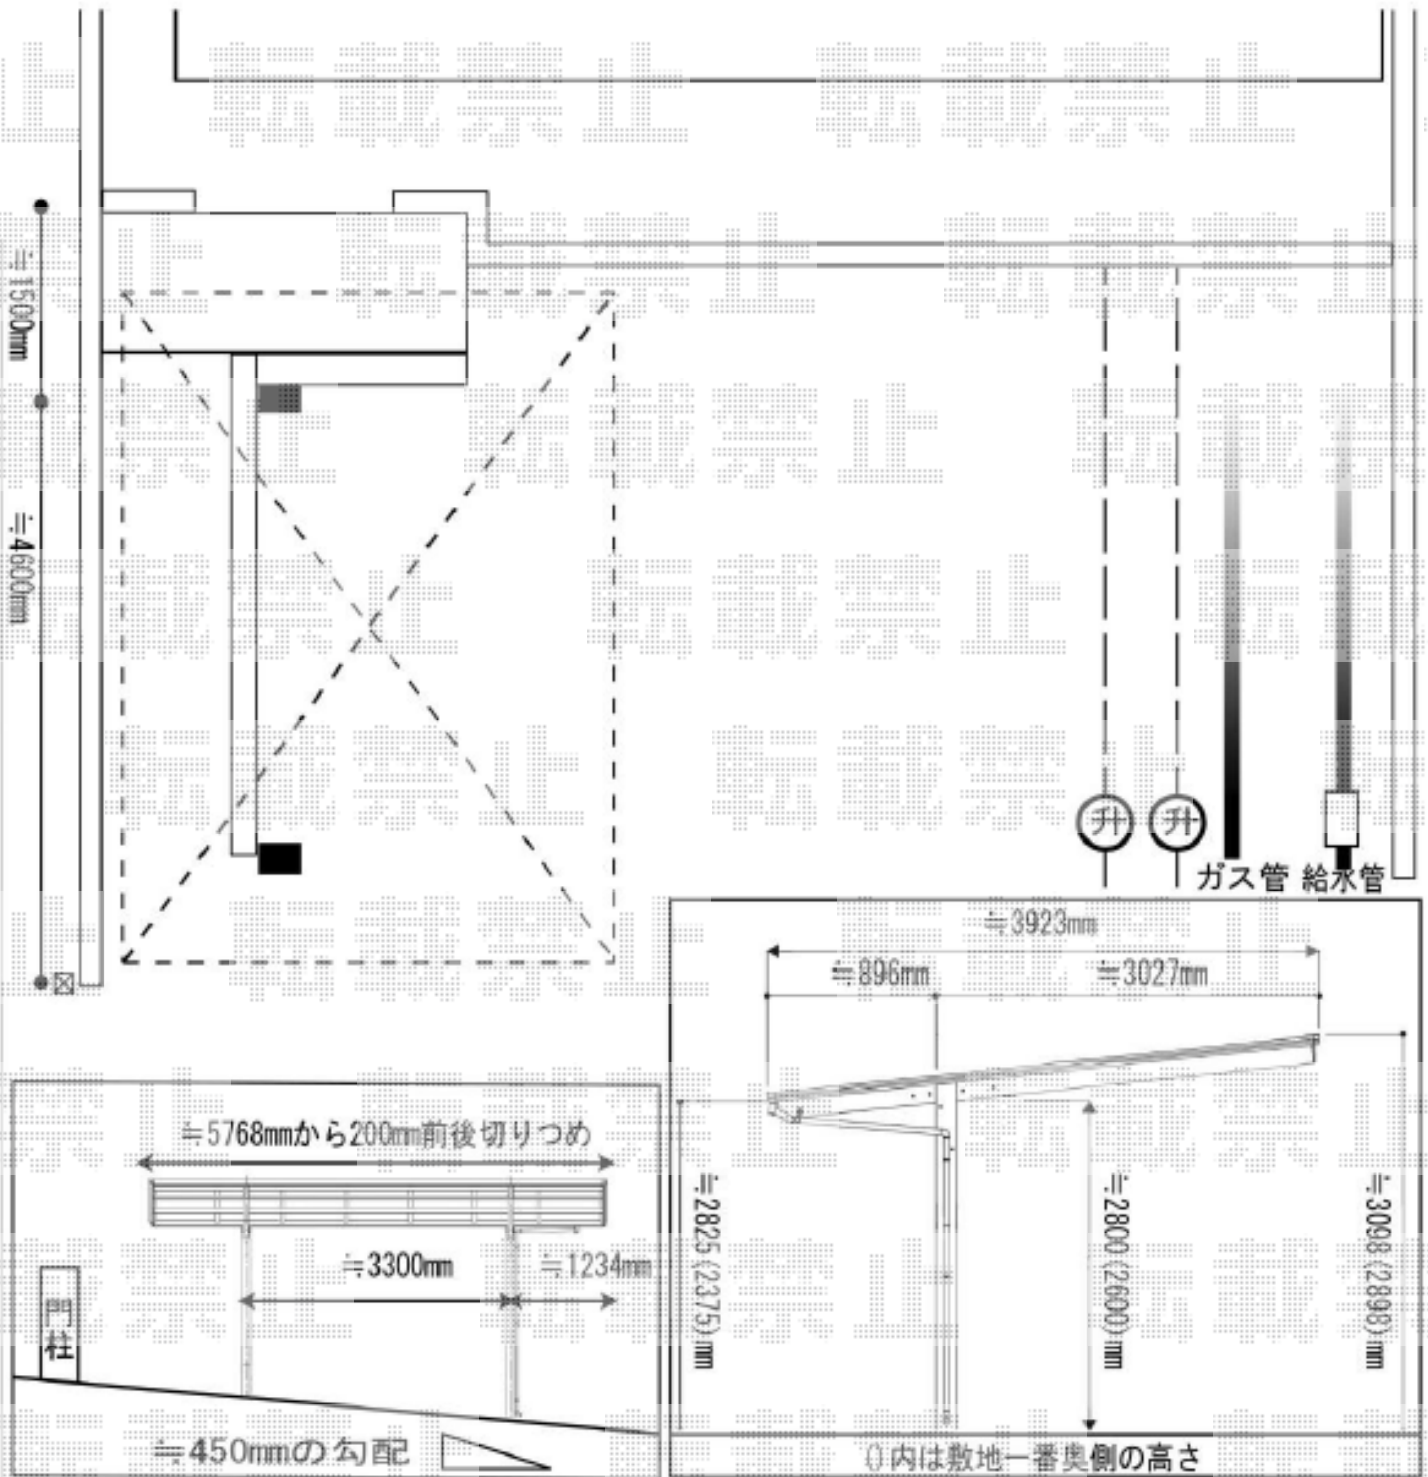 転載禁止
≒1500mm
≒4600mm
升
升
ガス管
給水管
≒3923mm
≒896mm
≒3027mm
≒2825(2375)mm
≒2800(2600)mm
≒3098(2898)mm
()内は敷地一番奥側の高さ
≒5768mmから200mm前後切りつめ
≒3300mm
≒1234mm
門柱
≒450mmの勾配